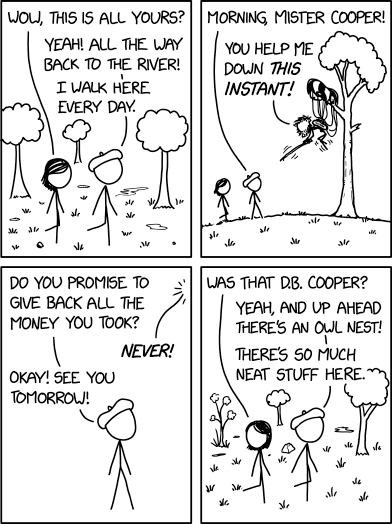 WOW, THIS IS ALL YOURS?
YEAH! ALL THE WAY
BACK TO THE RIVER!
I WALK HERE
EVERY DAY.
MORNING, MISTER COOPER!
YOU HELP ME
DOWN THIS
INSTANT!
DO YOU PROMISE TO
GIVE BACK ALL THE
MONEY YOU TOOK?
NEVER!
OKAY! SEE YOU
TOMORROW!
WAS THAT D.B. COOPER?
YEAH, AND UP AHEAD
THERE'S AN OWL NEST!
THERE'S SO MUCH
NEAT STUFF HERE.